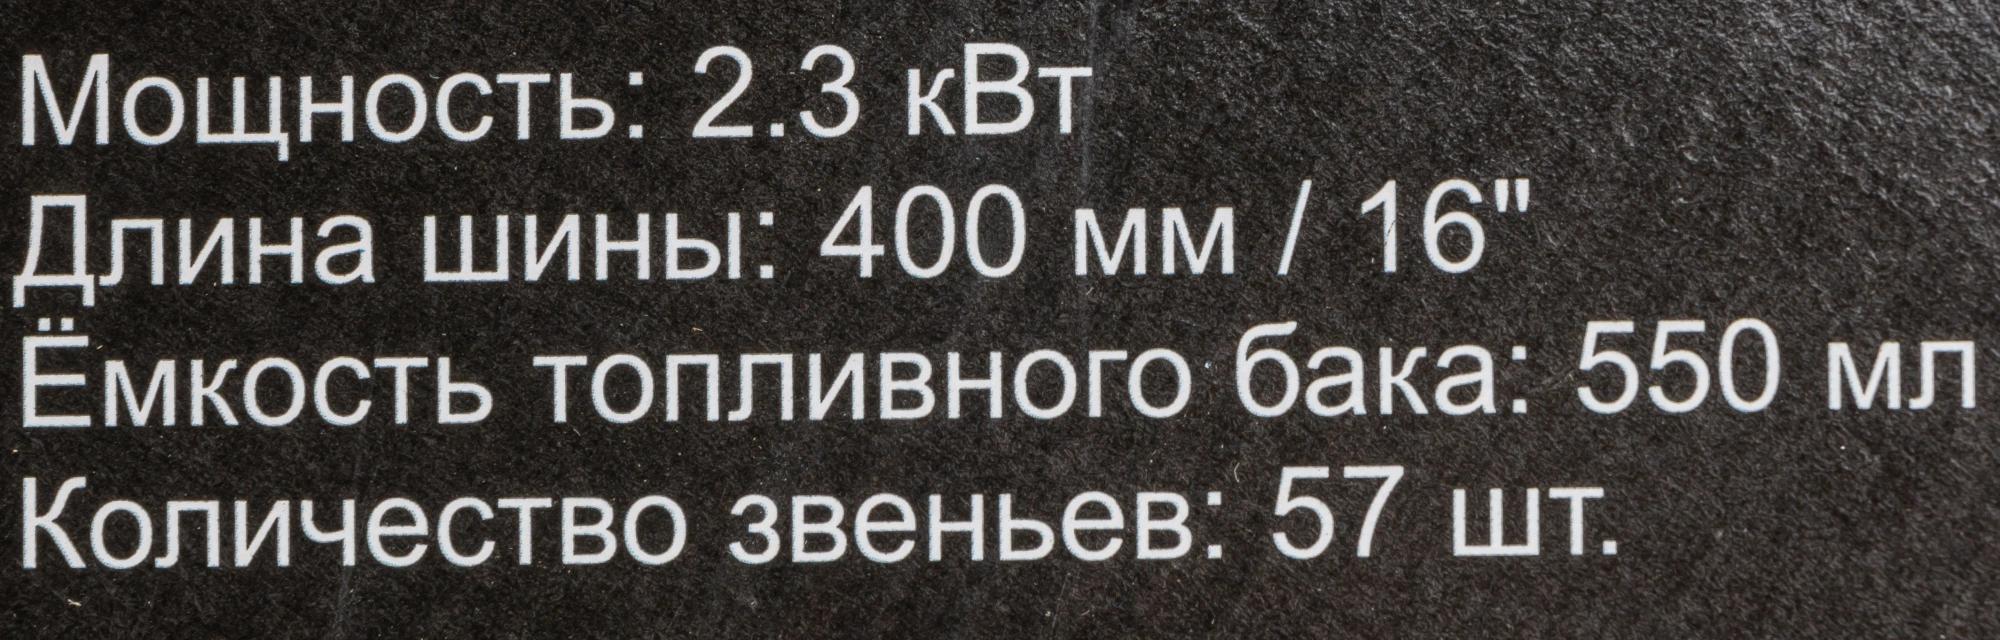 Мощность: 2.3 кВт
Длина шины: 400 мм / 16"
Ёмкость топливного бака: 550 мл
Количество звеньев: 57 шт.